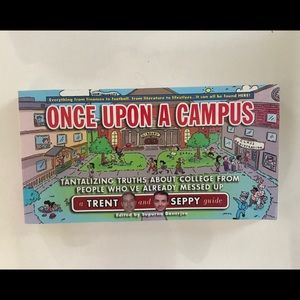 Everything from finances to football, from literature to libations... it can all be found HERE!
ONCE UPON A CAMPUS
TANTALIZING TRUTHS ABOUT COLLEGE FROM
PEOPLE WHO'VE ALREADY MESSED UP
a TRENT and SEPPY guide
Edited by Suparna Banerjee